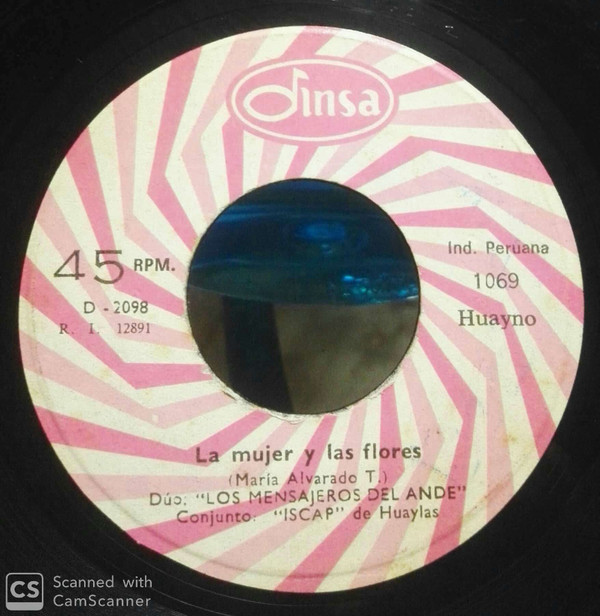 dinsa
45 RPM.
D - 2098
R. I. 12891
Ind. Peruana
1069
Huayno
La mujer y las flores
(María Alvarado T.)
Dúo: "LOS MENSAJEROS DEL ANDE"
Conjunto: "ISCAP" de Huaylas
CS Scanned with
CamScanner